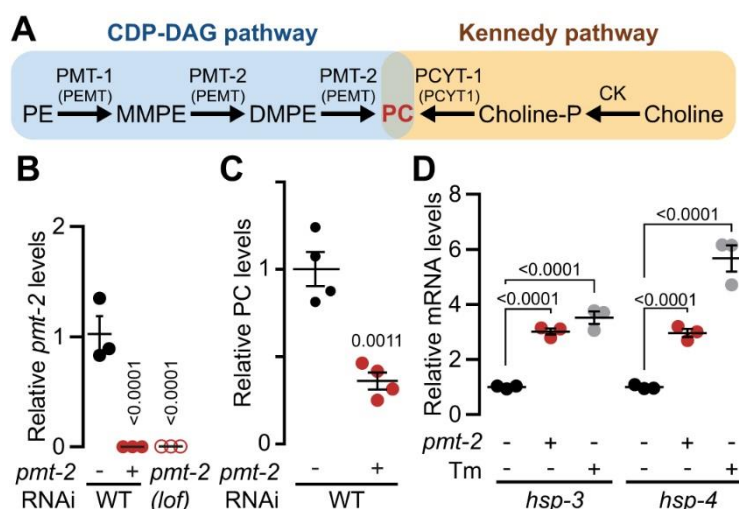 A
CDP-DAG pathway Kennedy pathway
PMT-1 PMT-2 PMT-2 PCYT-1
(PEMT) (PEMT) (PEMT) (PCYT1) CK
PE MMPE DMPE PC Choline-P Choline
B
Relative pmt-2 levels
2
1
0
<0.0001
<0.0001
pmt-2 - + pmt-2
RNAi WT (lof)
C
Relative PC levels
1
0
0.0011
pmt-2 - +
RNAi WT
D
Relative mRNA levels
8
6
4
2
0
<0.0001
<0.0001
<0.0001
<0.0001
pmt-2 - + - - + -
Tm - - + - - +
hsp-3 hsp-4